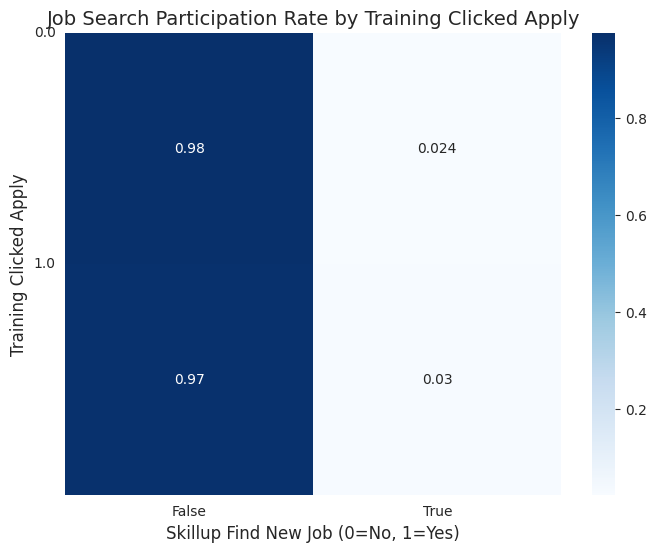 Job Search Participation Rate by Training Clicked Apply
0.0
0.98
0.024
1.0
0.97
0.03
Training Clicked Apply
False
True
Skillup Find New Job (0=No, 1=Yes)
0.8
0.6
0.4
0.2